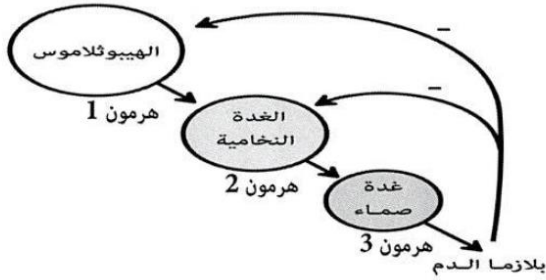 –
الهيبوثلاموس
–
هرمون 1
الغدة
النخامية
هرمون 2
غدة
صماء
هرمون 3
بلازما الدم